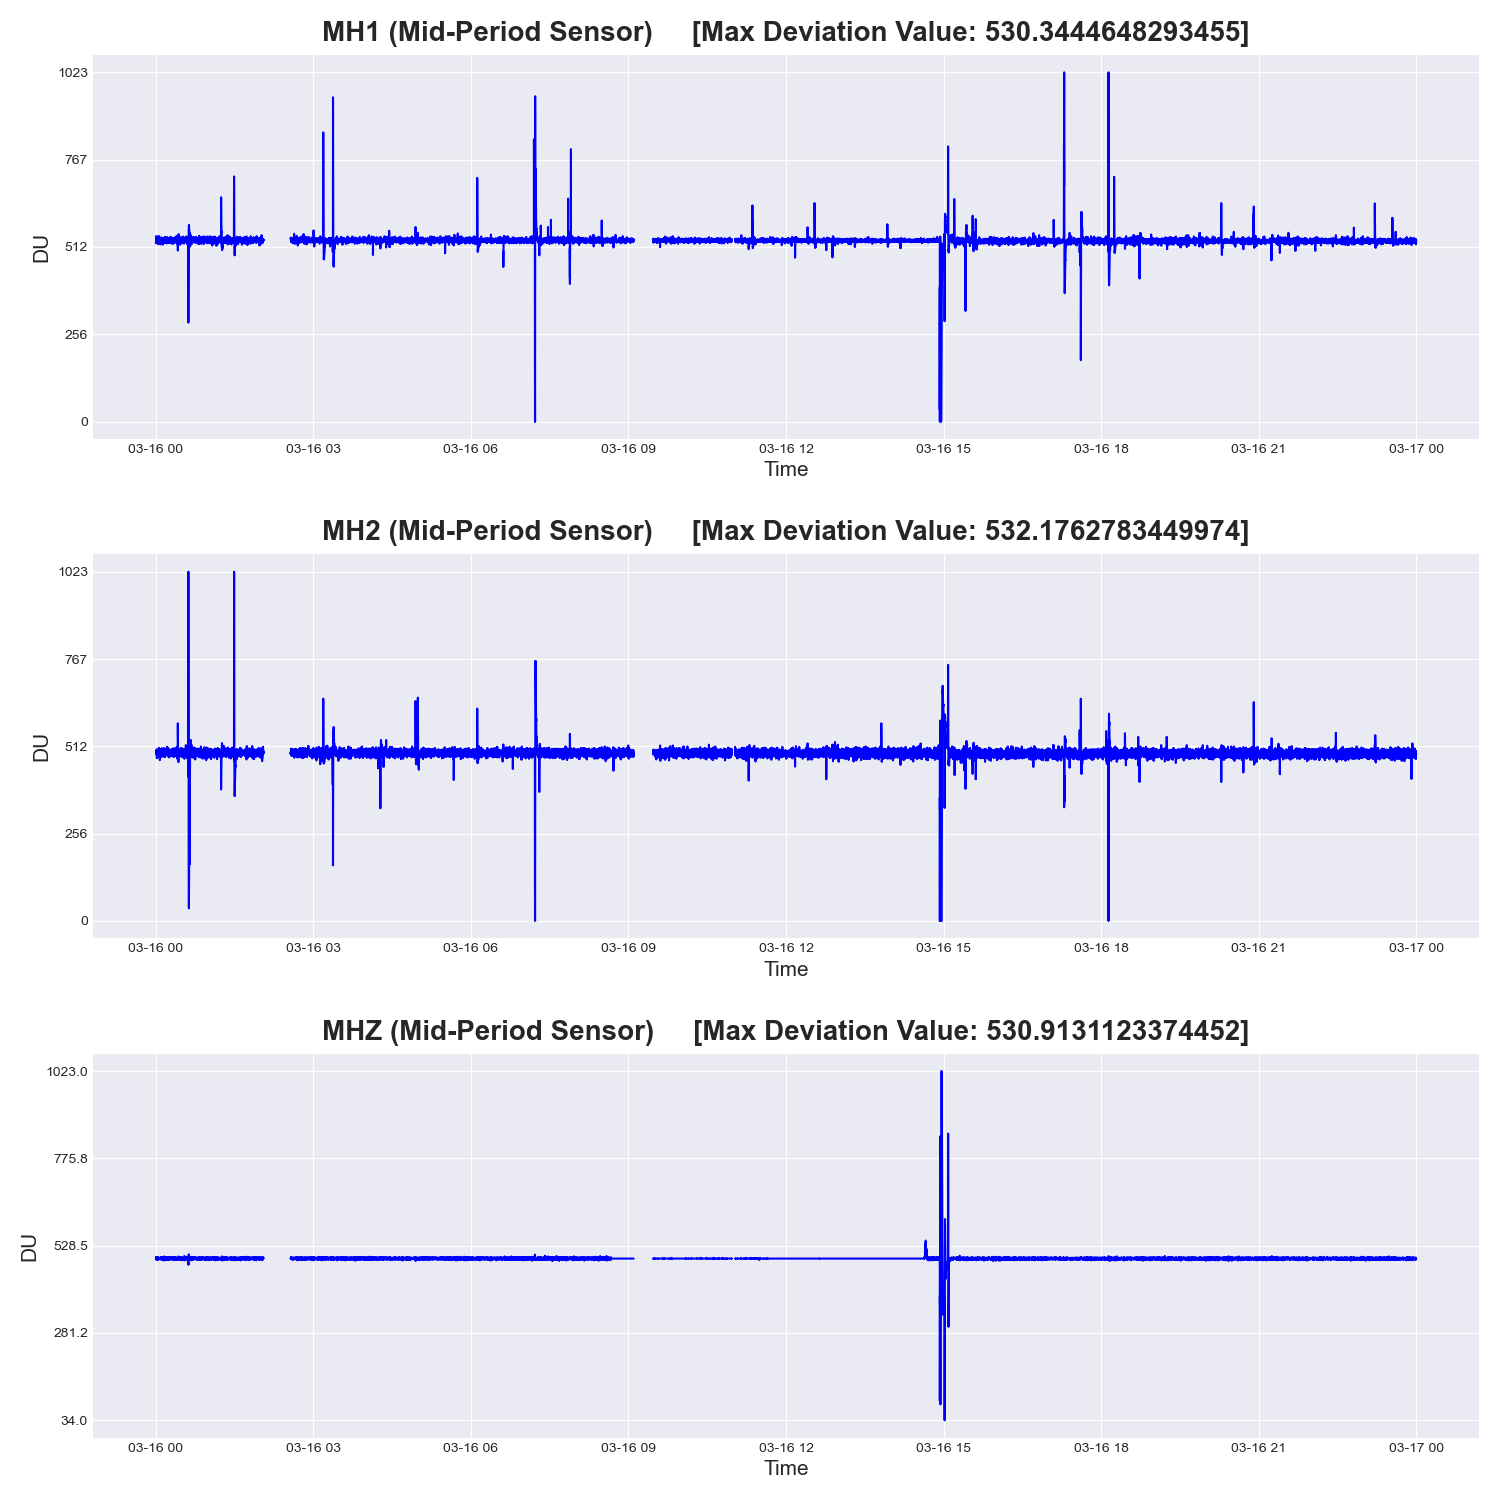 MH1 (Mid-Period Sensor) [Max Deviation Value: 530.3444648293455]
1023
767
512
256
0
DU
03-16 00 03-16 03 03-16 06 03-16 09 03-16 12 03-16 15 03-16 18 03-16 21 03-17 00
Time
MH2 (Mid-Period Sensor) [Max Deviation Value: 532.1762783449974]
1023
767
512
256
0
DU
03-16 00 03-16 03 03-16 06 03-16 09 03-16 12 03-16 15 03-16 18 03-16 21 03-17 00
Time
MHZ (Mid-Period Sensor) [Max Deviation Value: 530.9131123374452]
1023.0
775.8
528.5
281.2
34.0
DU
03-16 00 03-16 03 03-16 06 03-16 09 03-16 12 03-16 15 03-16 18 03-16 21 03-17 00
Time